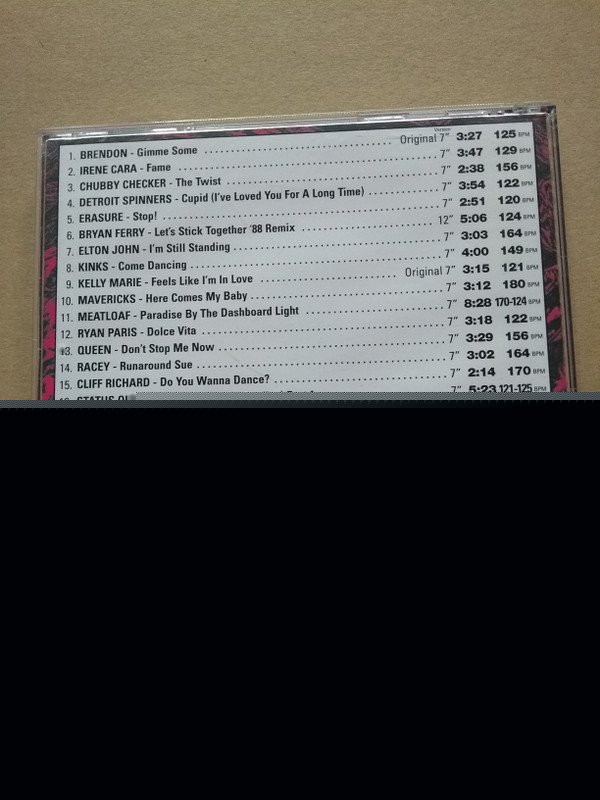 Version
1. BRENDON - Gimme Some ........ Original 7" 3:27 125 BPM
2. IRENE CARA - Fame ........ 7" 3:47 129 BPM
3. CHUBBY CHECKER - The Twist ........ 7" 2:38 156 BPM
4. DETROIT SPINNERS - Cupid (I've Loved You For A Long Time) ........ 7" 3:54 122 BPM
5. ERASURE - Stop! ........ 7" 2:51 120 BPM
6. BRYAN FERRY - Let's Stick Together '88 Remix ........ 12" 5:06 124 BPM
7. ELTON JOHN - I'm Still Standing ........ 7" 3:03 164 BPM
8. KINKS - Come Dancing ........ 7" 4:00 149 BPM
9. KELLY MARIE - Feels Like I'm In Love ........ Original 7" 3:15 121 BPM
10. MAVERICKS - Here Comes My Baby ........ 7" 3:12 180 BPM
11. MEATLOAF - Paradise By The Dashboard Light ........ 7" 8:28 170-124 BPM
12. RYAN PARIS - Dolce Vita ........ 7" 3:18 122 BPM
13. QUEEN - Don't Stop Me Now ........ 7" 3:29 156 BPM
14. RACEY - Runaround Sue ........ 7" 3:02 164 BPM
15. CLIFF RICHARD - Do You Wanna Dance? ........ 7" 2:14 170 BPM
7" 5:23 121-125 BPM